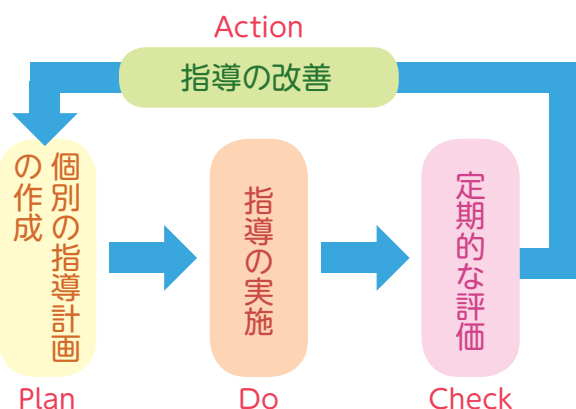 Action
指導の改善
個別の指導計画
の作成
指導の実施
定期的な評価
Plan
Do
Check